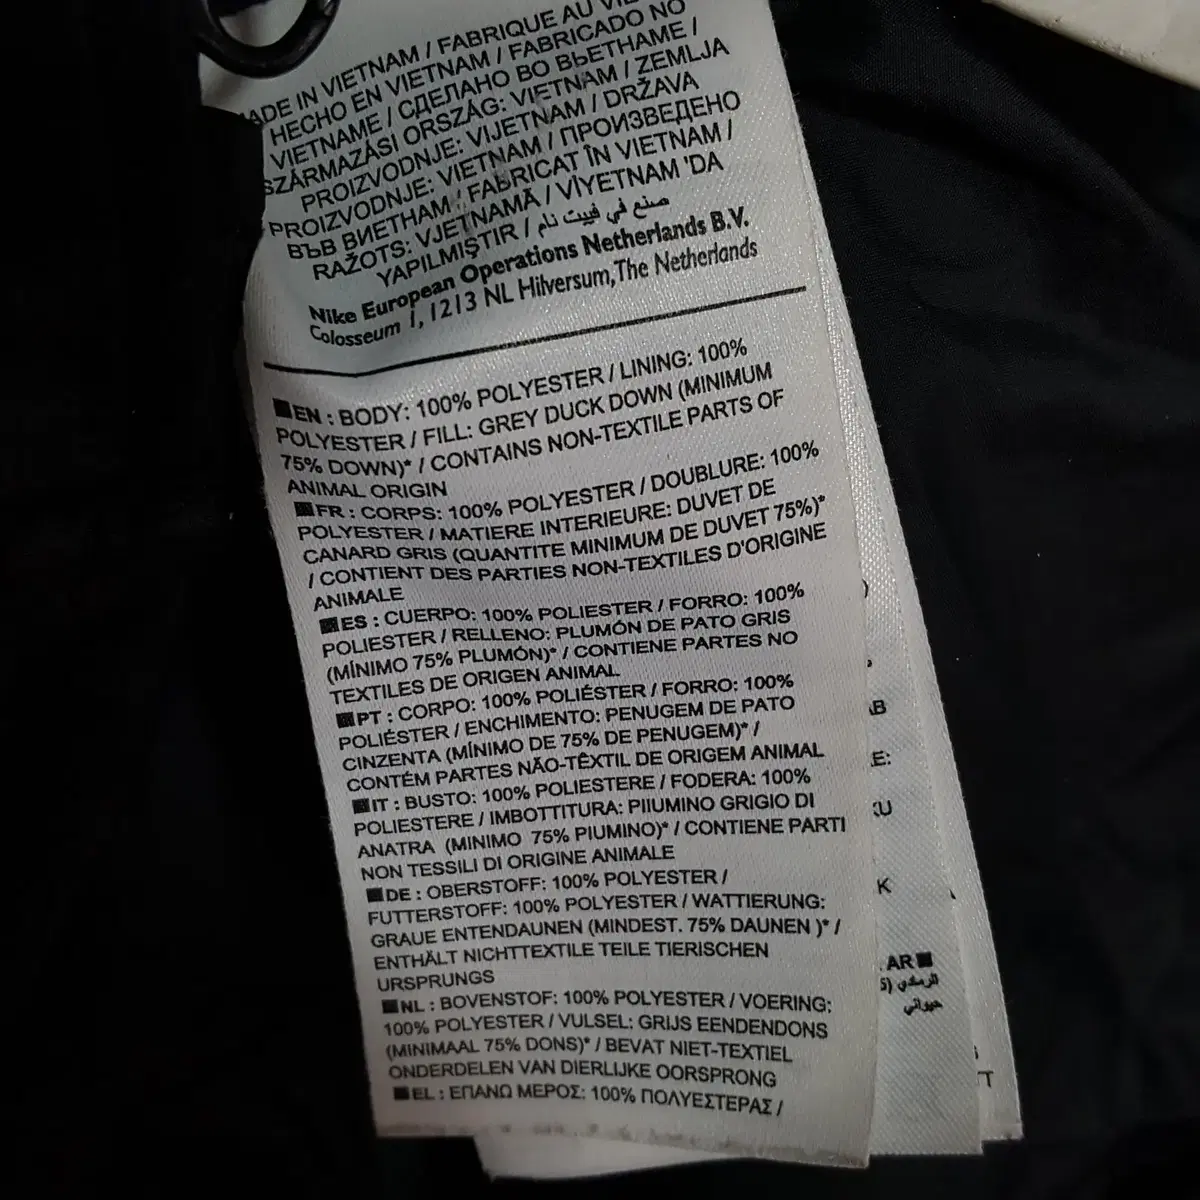 MADE IN VIETNAM / FABRIQUE AU
HECHO EN VIETNAM / FABRICADO NO
VIETNAME / СДЕЛАНО ВО ВЬЕТНАМЕ /
SZÁRMAZÁSI ORSZÁG: VIETNAM / ZEMLJA
PROIZVODNJE: VIJETNAM / DRŽAVA
PROIZVODNJE: VIETNAM / ПРОИЗВЕДЕНО
ВЪВ ВИЕТНАМ / FABRICAT ÎN VIETNAM /
RAŽOTS: VJETNAMĀ / VİYETNAM 'DA
YAPILMIŞTIR / صنع في فييت نام
Nike European Operations Netherlands B.V.
Colosseum 1, 1213 NL Hilversum, The Netherlands
EN : BODY: 100% POLYESTER / LINING: 100%
POLYESTER / FILL: GREY DUCK DOWN (MINIMUM
75% DOWN)* / CONTAINS NON-TEXTILE PARTS OF
ANIMAL ORIGIN
FR : CORPS: 100% POLYESTER / DOUBLURE: 100%
POLYESTER / MATIERE INTERIEURE: DUVET DE
CANARD GRIS (QUANTITE MINIMUM DE DUVET 75%)*
/ CONTIENT DES PARTIES NON-TEXTILES D'ORIGINE
ANIMALE
ES : CUERPO: 100% POLIESTER / FORRO: 100%
POLIESTER / RELLENO: PLUMÓN DE PATO GRIS
(MÍNIMO 75% PLUMÓN)* / CONTIENE PARTES NO
TEXTILES DE ORIGEN ANIMAL
PT : CORPO: 100% POLIÉSTER / FORRO: 100%
POLIÉSTER / ENCHIMENTO: PENUGEM DE PATO
CINZENTA (MÍNIMO DE 75% DE PENUGEM)* /
CONTÉM PARTES NÃO-TÊXTIL DE ORIGEM ANIMAL
IT : BUSTO: 100% POLIESTERE / FODERA: 100%
POLIESTERE / IMBOTTITURA: PIIUMINO GRIGIO DI
ANATRA (MINIMO 75% PIUMINO)* / CONTIENE PARTI
NON TESSILI DI ORIGINE ANIMALE
DE : OBERSTOFF: 100% POLYESTER /
FUTTERSTOFF: 100% POLYESTER / WATTIERUNG:
GRAUE ENTENDAUNEN (MINDEST. 75% DAUNEN )* /
ENTHÄLT NICHTTEXTILE TEILE TIERISCHEN
URSPRUNGS
NL : BOVENSTOF: 100% POLYESTER / VOERING:
100% POLYESTER / VULSEL: GRIJS EENDENDONS
(MINIMAAL 75% DONS)* / BEVAT NIET-TEXTIEL
ONDERDELEN VAN DIERLIJKE OORSPRONG
EL : ΕΠΑΝΩ ΜΕΡΟΣ: 100% ΠΟΛΥΕΣΤΕΡΑΣ /
AR
الرمادي
حيواني